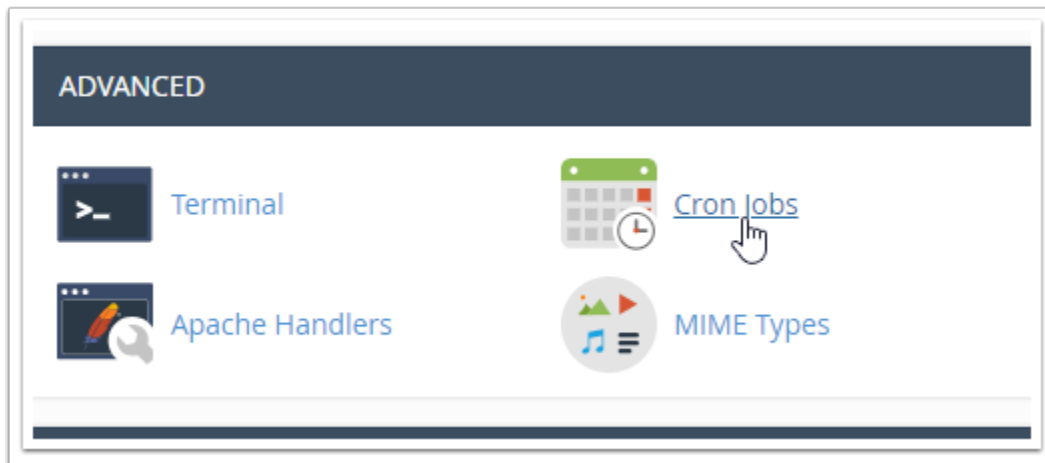 ADVANCED
Terminal
Cron Jobs
Apache Handlers
MIME Types